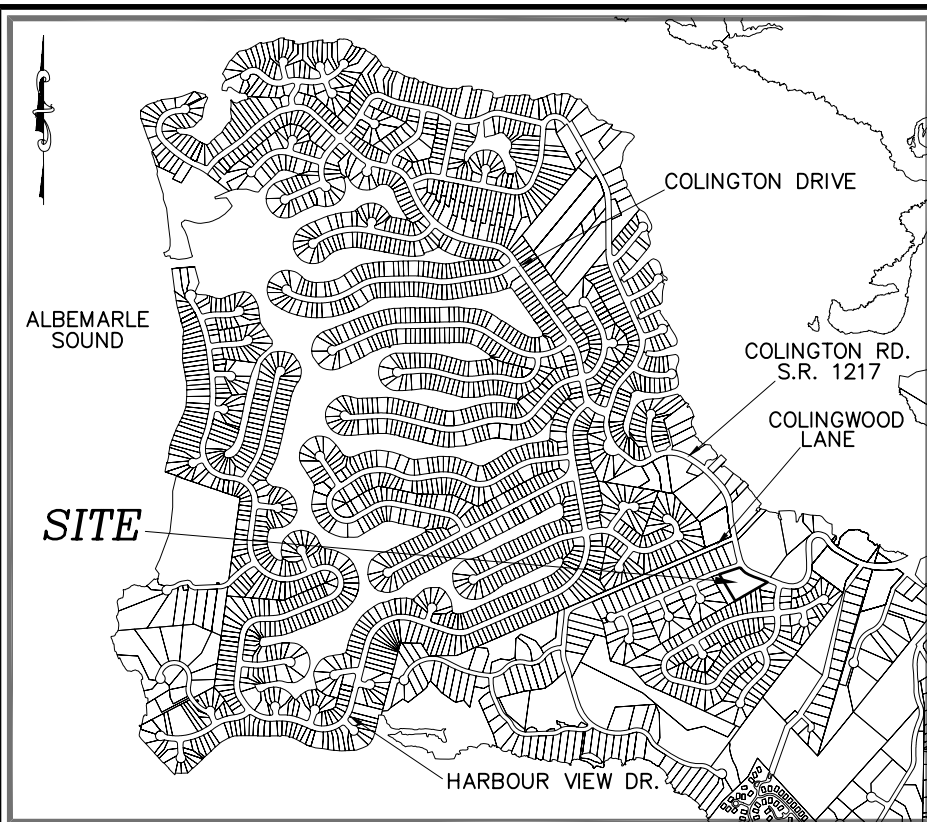 COLINGTON DRIVE
ALBEMARLE
SOUND
COLINGTON RD.
S.R. 1217
COLINGWOOD
LANE
SITE
HARBOUR VIEW DR.